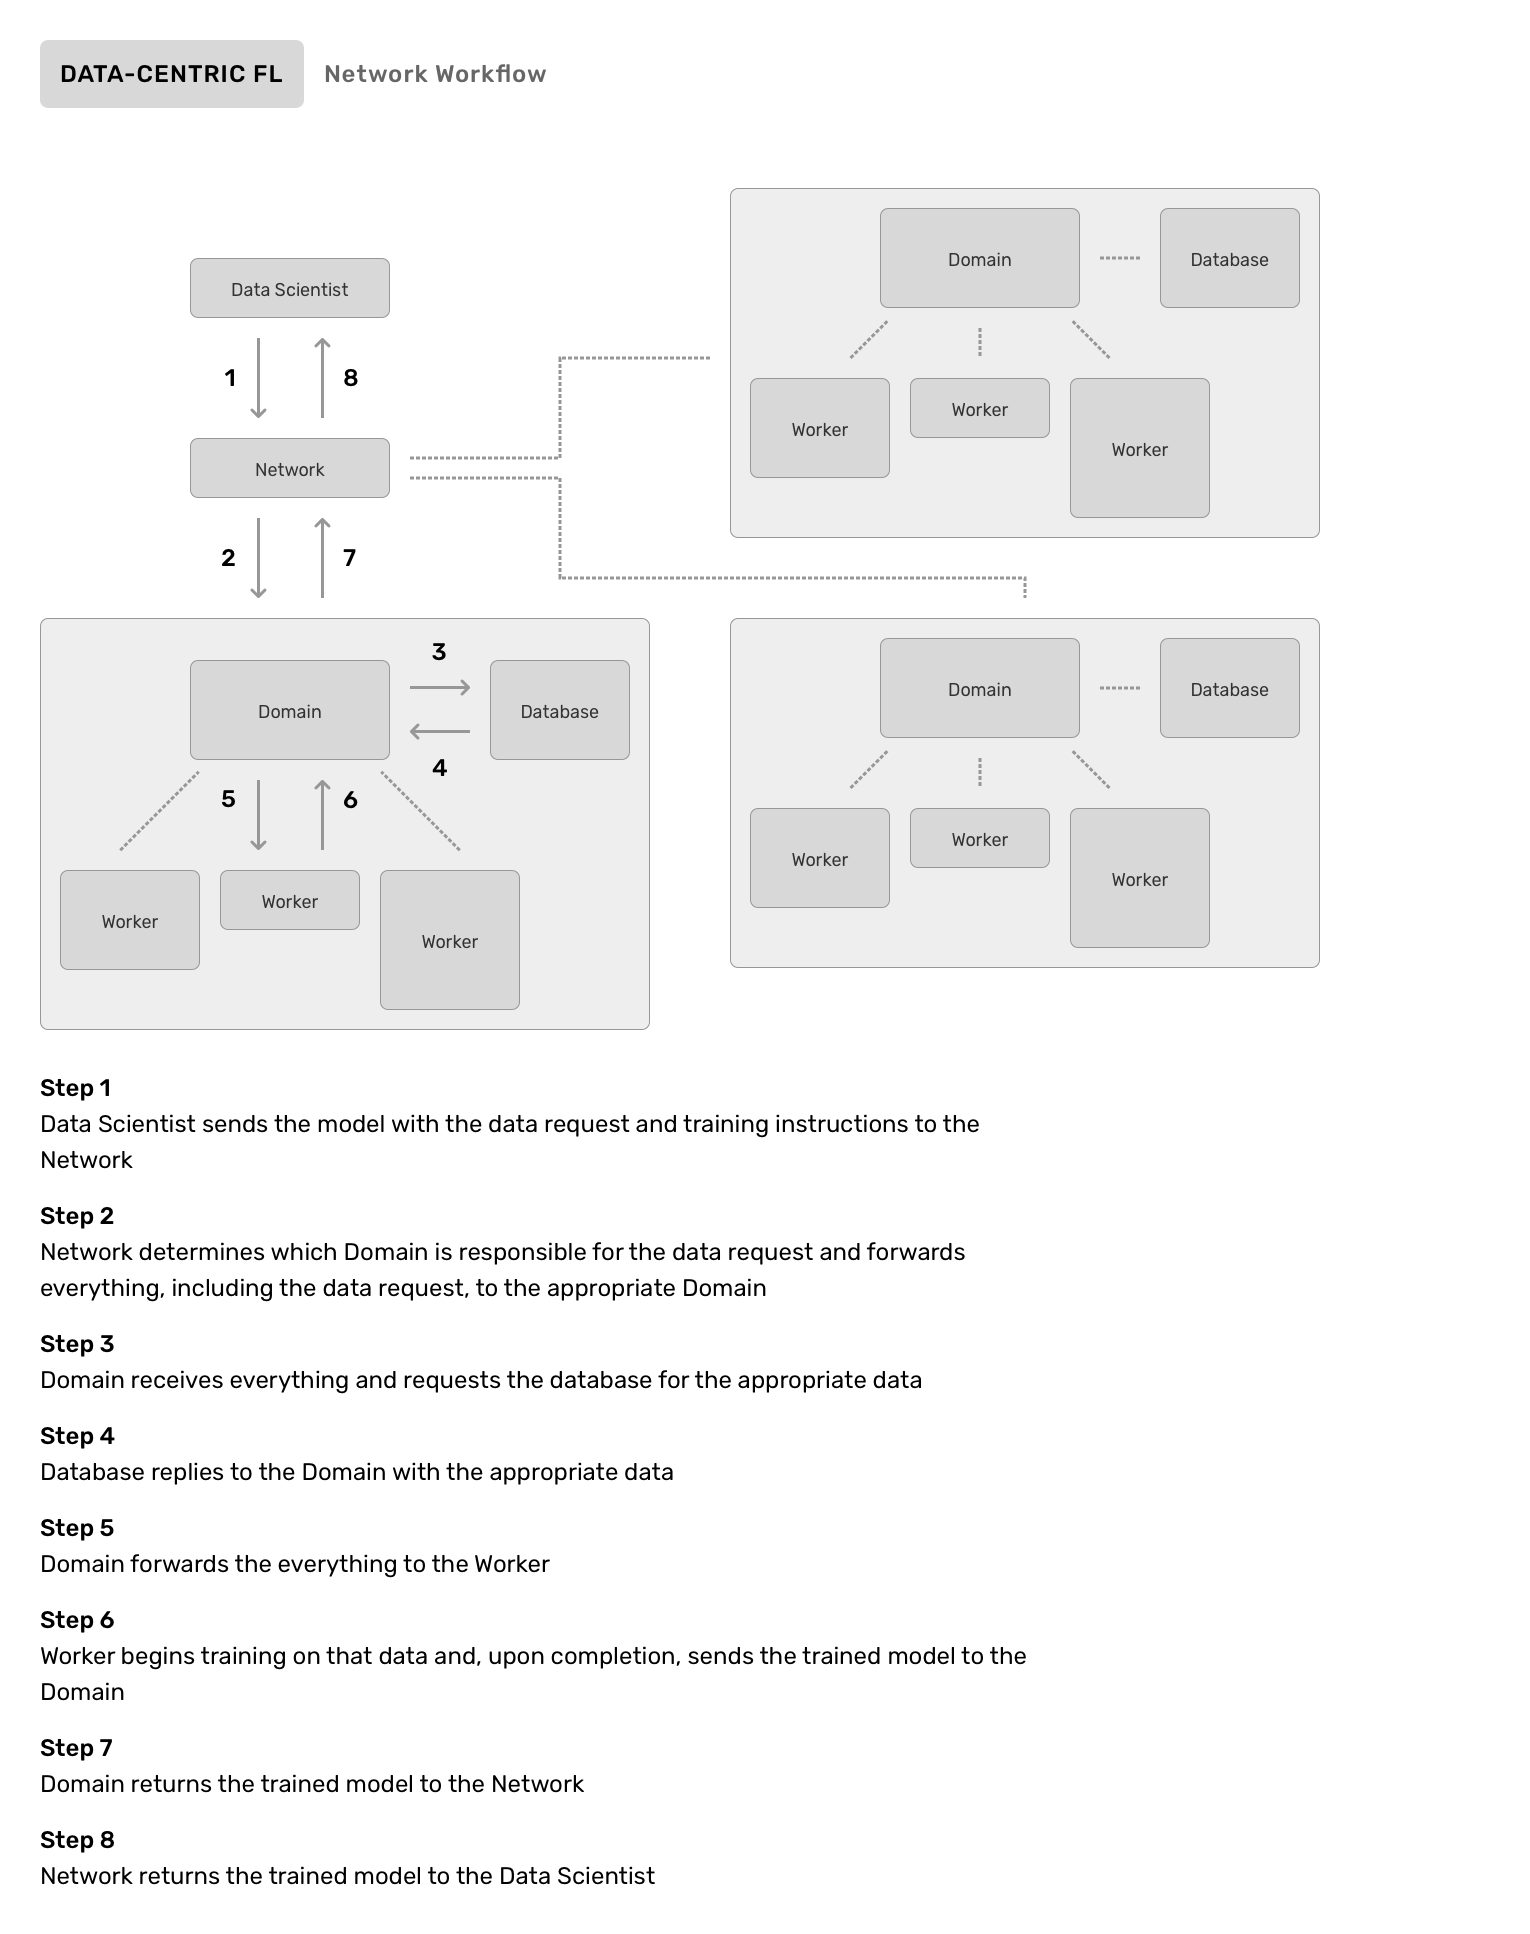 DATA-CENTRIC FL
Network Workflow
Domain
Database
Data Scientist
1
8
Worker
Worker
Worker
Network
2
7
3
Domain
Database
4
Domain
Database
5
6
Worker
Worker
Worker
Worker
Worker
Worker
Step 1
Data Scientist sends the model with the data request and training instructions to the
Network
Step 2
Network determines which Domain is responsible for the data request and forwards
everything, including the data request, to the appropriate Domain
Step 3
Domain receives everything and requests the database for the appropriate data
Step 4
Database replies to the Domain with the appropriate data
Step 5
Domain forwards the everything to the Worker
Step 6
Worker begins training on that data and, upon completion, sends the trained model to the
Domain
Step 7
Domain returns the trained model to the Network
Step 8
Network returns the trained model to the Data Scientist